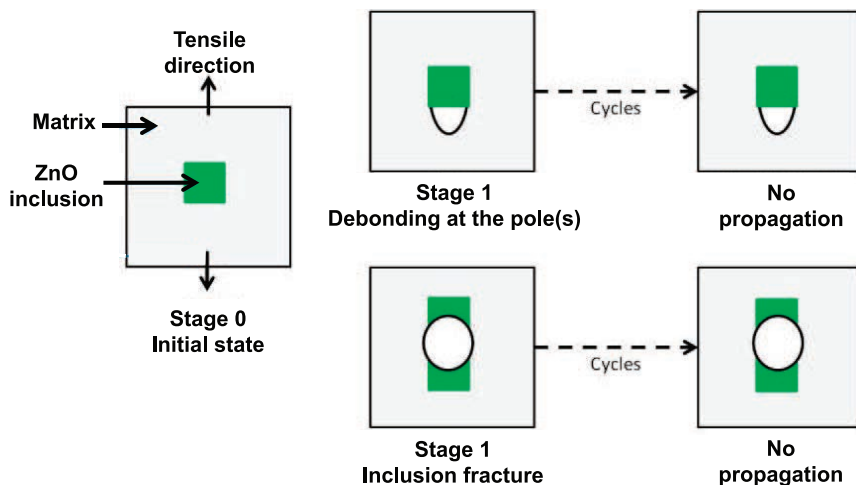 Tensile
direction
Matrix
ZnO
inclusion
Stage 0
Initial state
Cycles
Stage 1
Debonding at the pole(s)
No
propagation
Cycles
Stage 1
Inclusion fracture
No
propagation